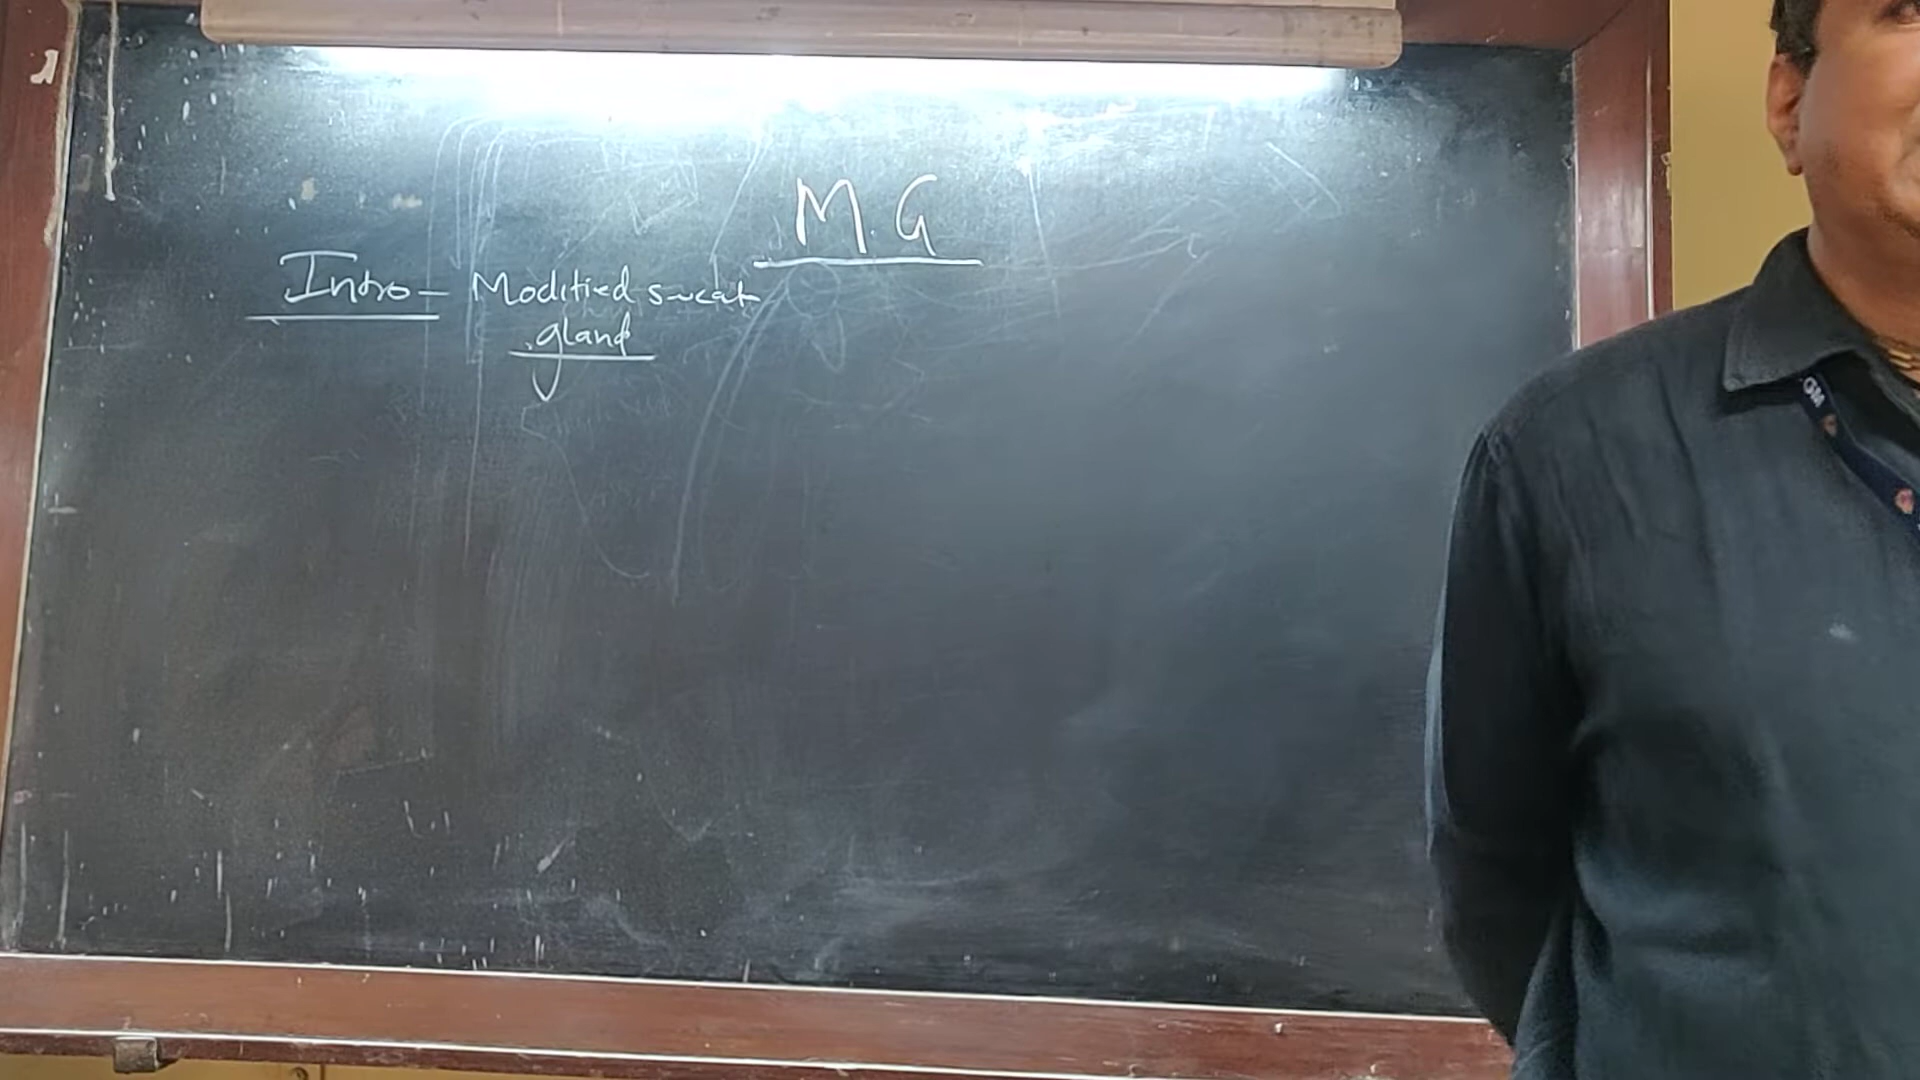 M.G
Intro - Modified sweat
gland